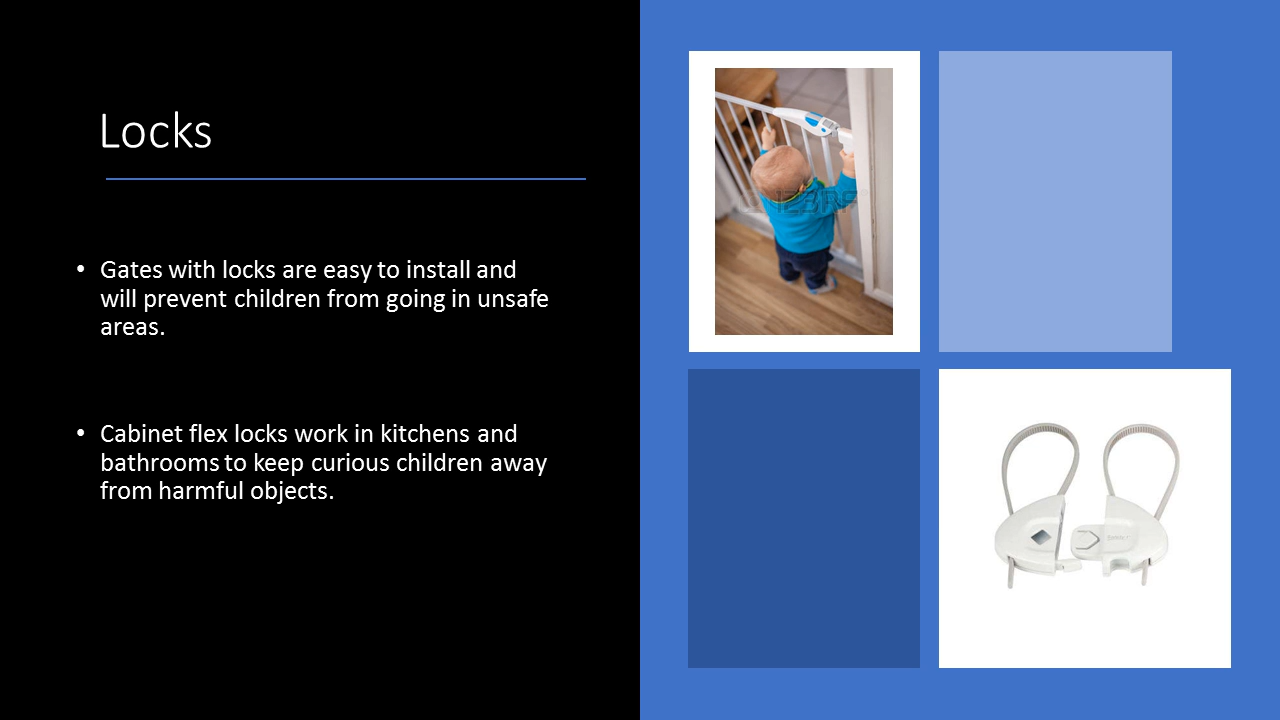 Locks
• Gates with locks are easy to install and
will prevent children from going in unsafe
areas.
• Cabinet flex locks work in kitchens and
bathrooms to keep curious children away
from harmful objects.